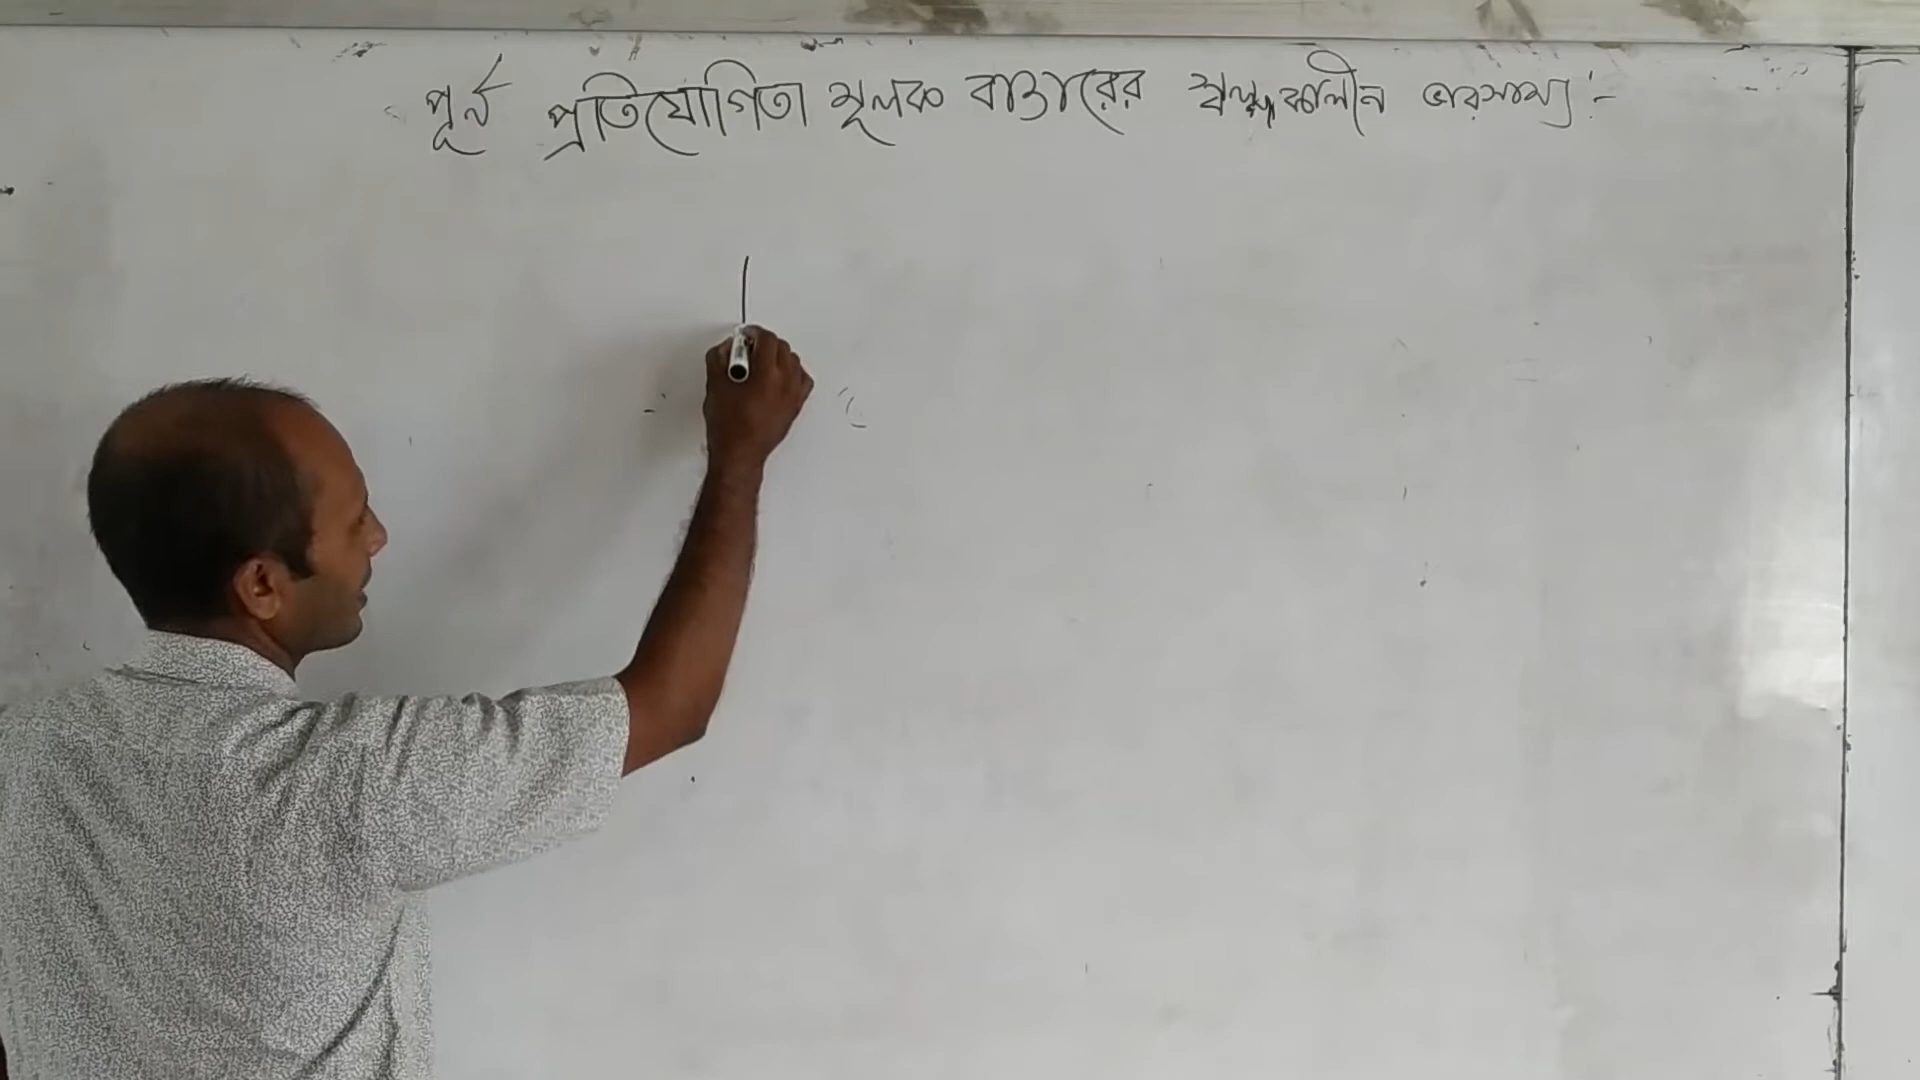 পূর্ন প্রতিযোগিতা মূলক বাজারের স্বল্পকালীন ভারসাম্য :-